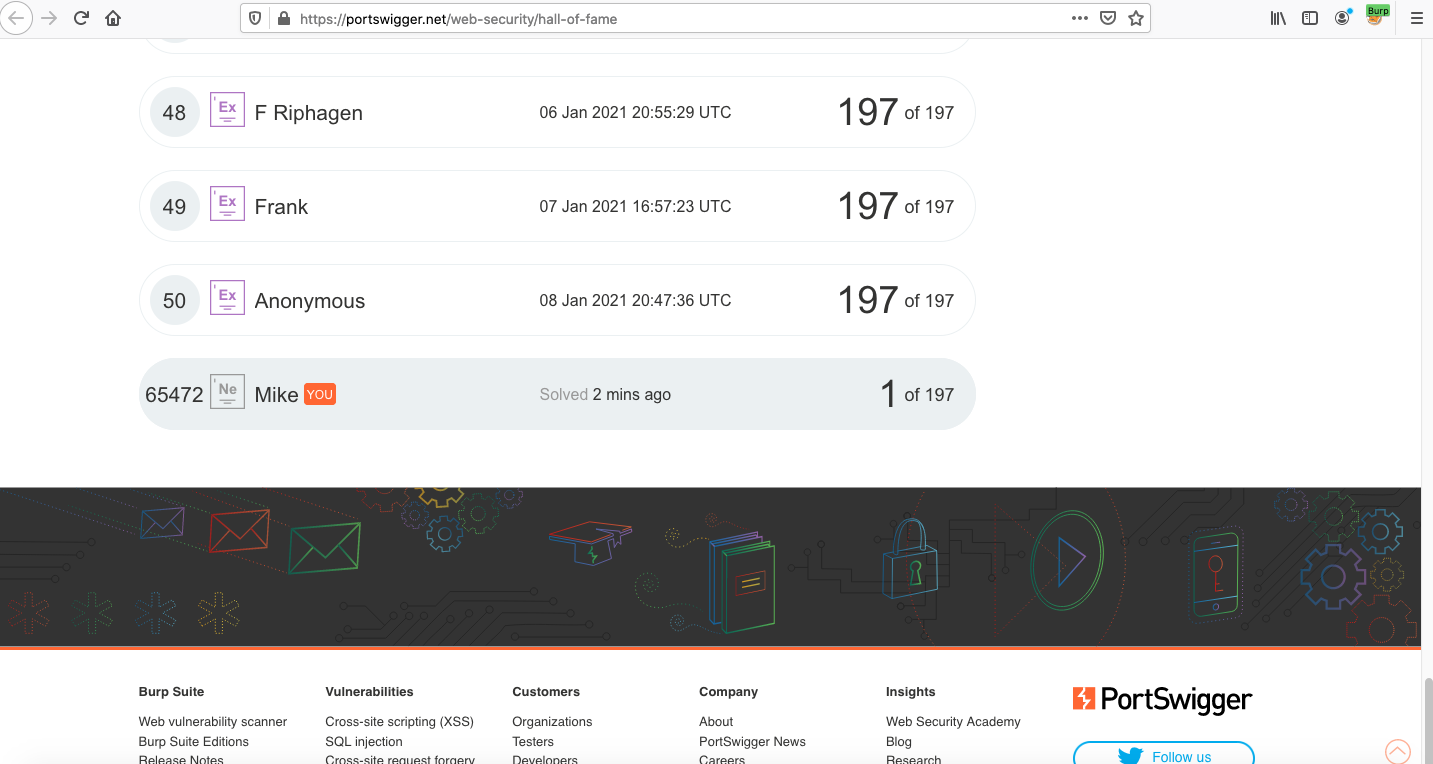 https://portswigger.net/web-security/hall-of-fame
Burp
48 Ex F Riphagen 06 Jan 2021 20:55:29 UTC 197 of 197
49 Ex Frank 07 Jan 2021 16:57:23 UTC 197 of 197
50 Ex Anonymous 08 Jan 2021 20:47:36 UTC 197 of 197
65472 Ne Mike YOU Solved 2 mins ago 1 of 197
Burp Suite Vulnerabilities Customers Company Insights PortSwigger
Web vulnerability scanner Cross-site scripting (XSS) Organizations About Web Security Academy
Burp Suite Editions SQL injection Testers PortSwigger News Blog
Release Notes Cross-site request forgery Developers Careers Research Follow us